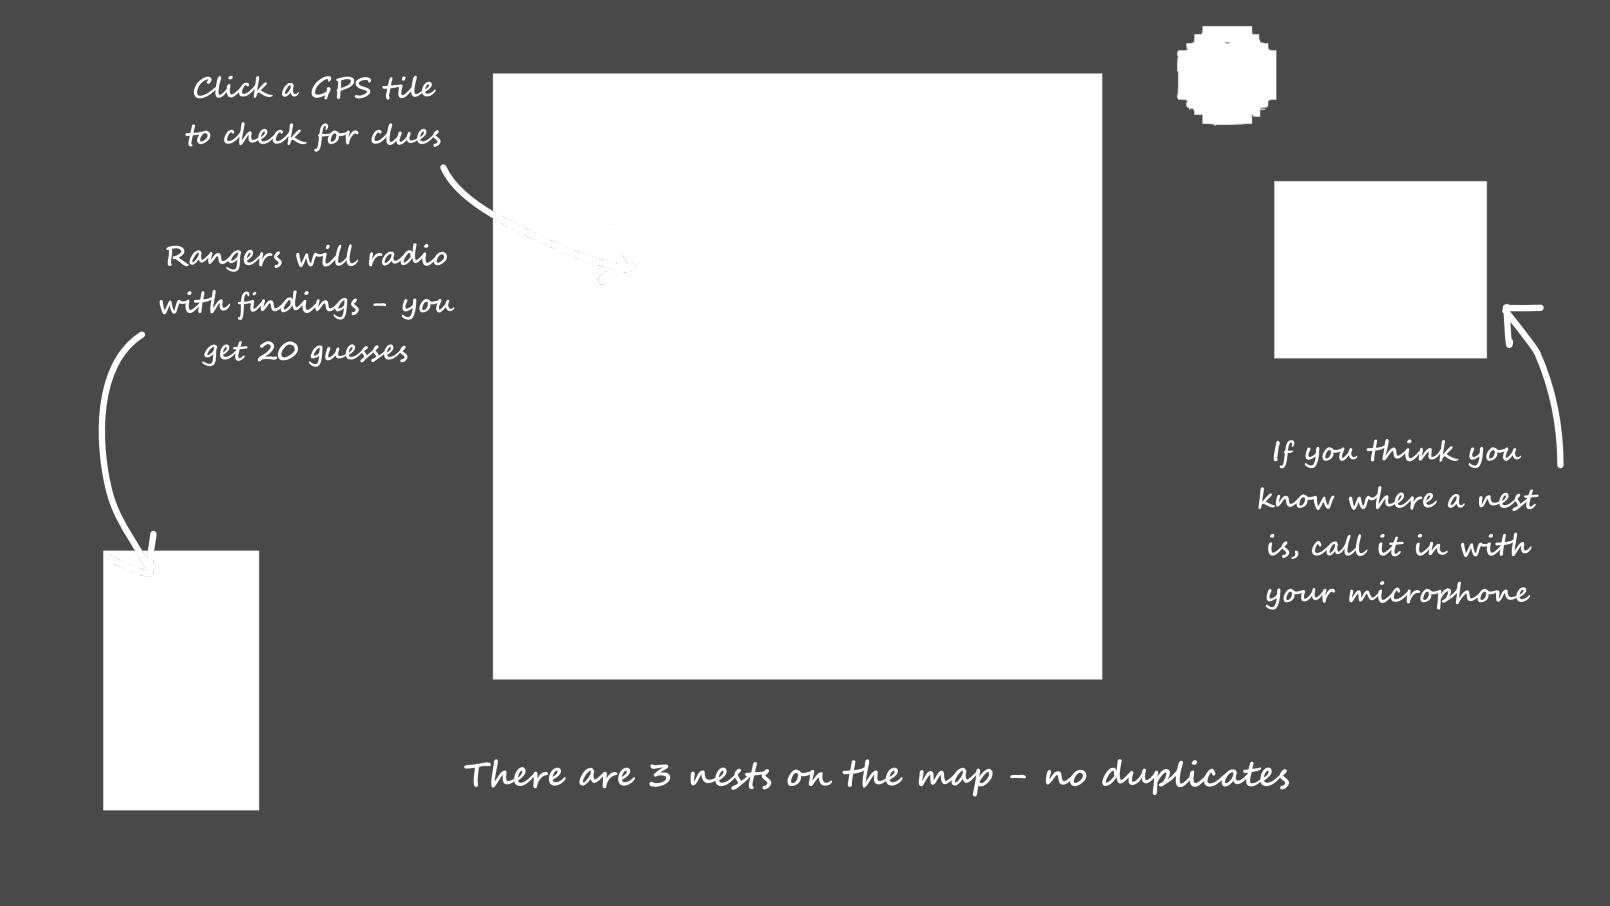 Click a GPS tile
to check for clues
Rangers will radio
with findings - you
get 20 guesses
If you think you
know where a nest
is, call it in with
your microphone
There are 3 nests on the map - no duplicates